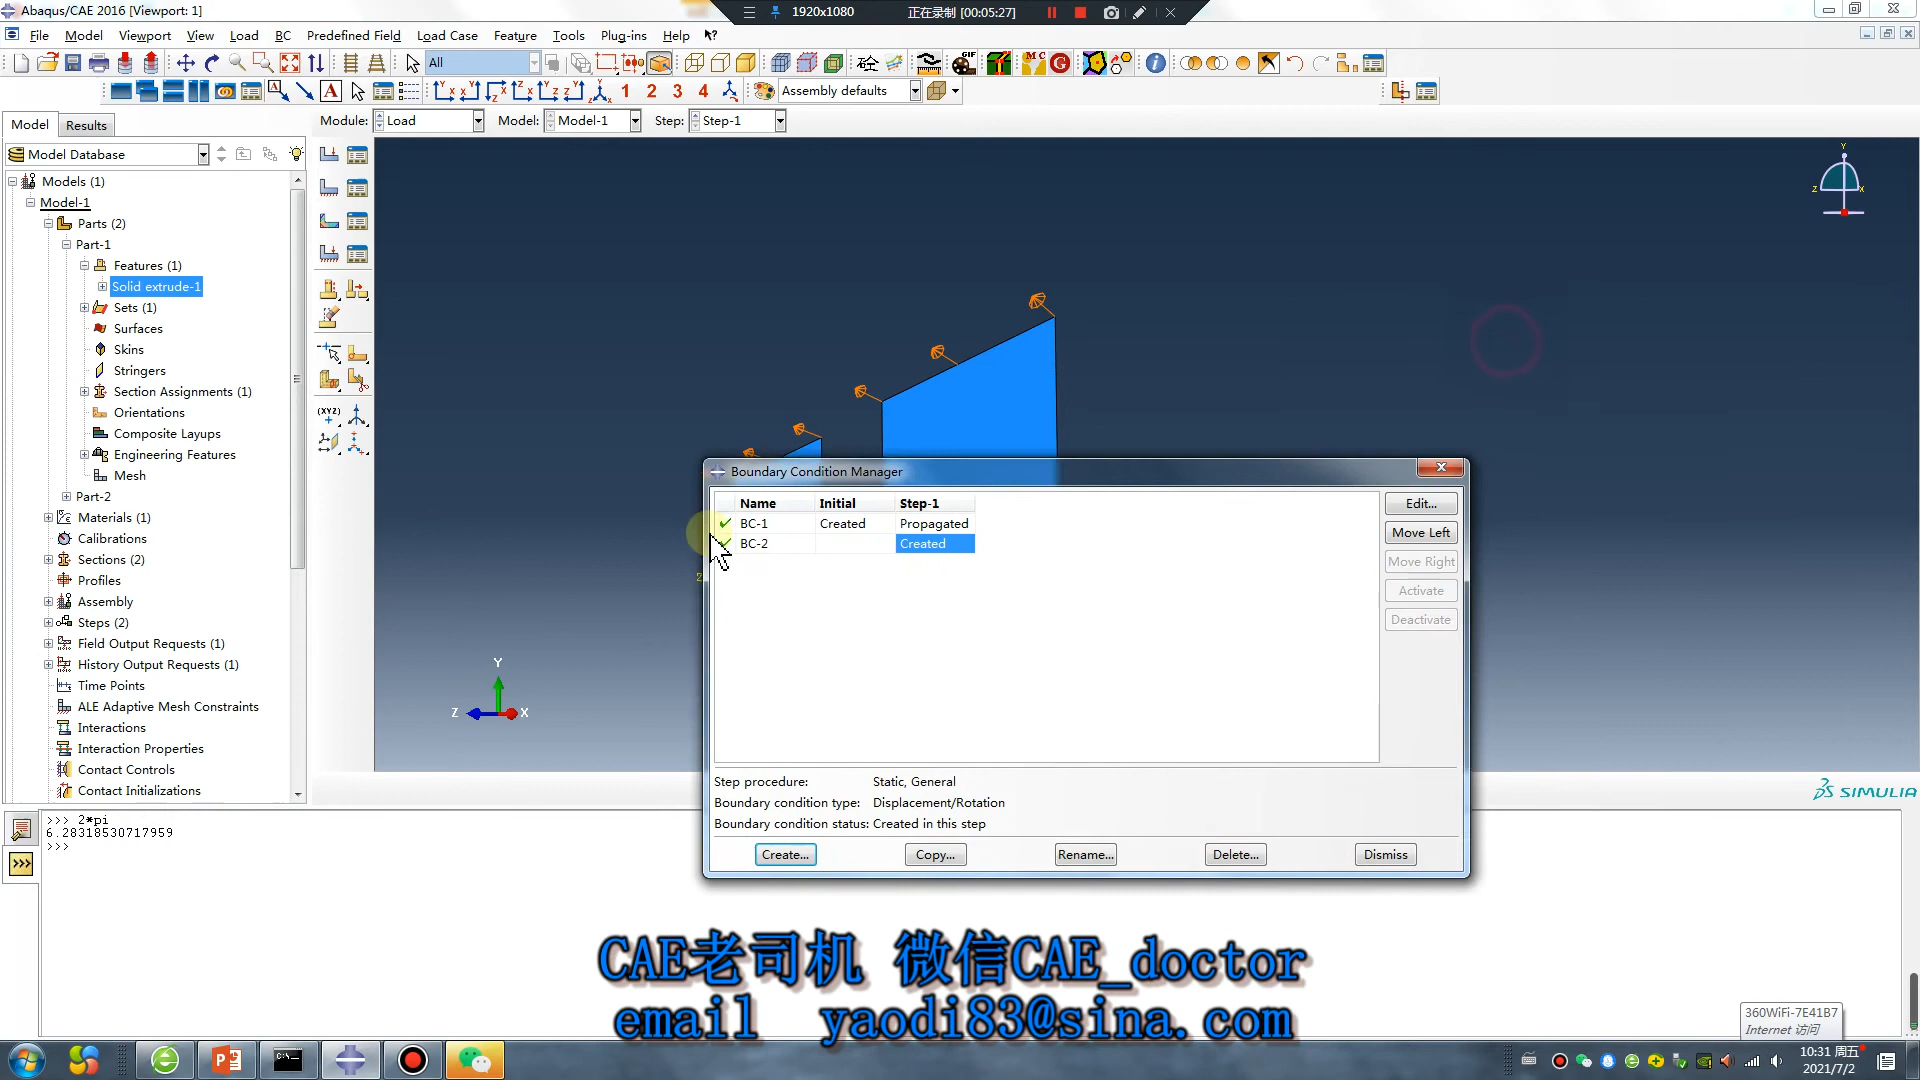 Abaqus/CAE 2016 [Viewport: 1]
1920x1080
正在录制 [00:05:27]
File Model Viewport View Load BC Predefined Field Load Case Feature Tools Plug-ins Help
All
GIF
M C
G
砼
A
1 2 3 4
Assembly defaults
Model Results
Module: Load Model: Model-1 Step: Step-1
Model Database
Models (1)
Model-1
Parts (2)
Part-1
Features (1)
Solid extrude-1
Sets (1)
Surfaces
Skins
Stringers
Section Assignments (1)
Orientations
Composite Layups
Engineering Features
Mesh
Part-2
Materials (1)
Calibrations
Sections (2)
Profiles
Assembly
Steps (2)
Field Output Requests (1)
History Output Requests (1)
Time Points
ALE Adaptive Mesh Constraints
Interactions
Interaction Properties
Contact Controls
Contact Initializations
(XYZ)
Y
Z
X
Y
Z
X
Boundary Condition Manager
Name Initial Step-1
BC-1 Created Propagated
BC-2 Created
Edit...
Move Left
Move Right
Activate
Deactivate
Step procedure: Static, General
Boundary condition type: Displacement/Rotation
Boundary condition status: Created in this step
Create... Copy... Rename... Delete... Dismiss
SIMULIA
>>> 2*pi
6.28318530717959
>>>
>>>
CAE老司机 微信CAE_doctor
email yaodi83@sina.com
360WiFi-7E41B7
Internet 访问
10:31 周五
2021/7/2